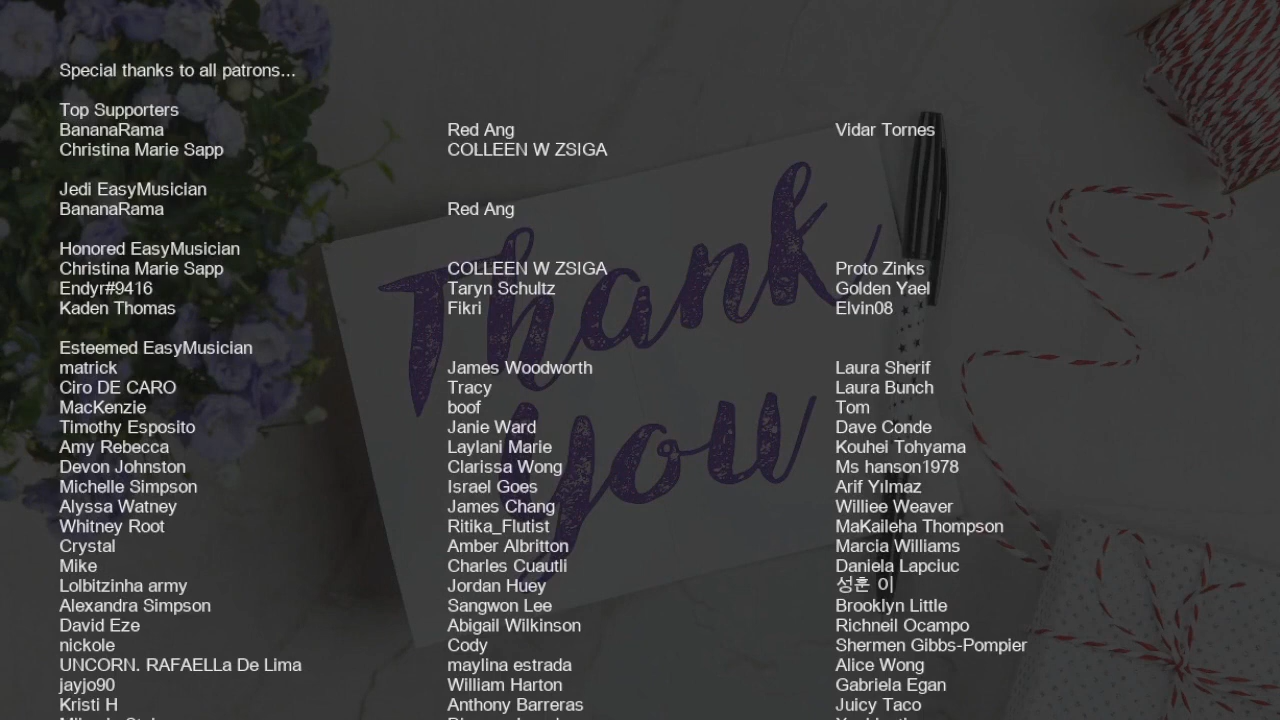 Special thanks to all patrons...
Top Supporters
BananaRama Red Ang Vidar Tornes
Christina Marie Sapp COLLEEN W ZSIGA
Jedi EasyMusician
BananaRama Red Ang
Honored EasyMusician
Christina Marie Sapp COLLEEN W ZSIGA Proto Zinks
Endyr#9416 Taryn Schultz Golden Yael
Kaden Thomas Fikri Elvin08
Esteemed EasyMusician
matrick James Woodworth Laura Sherif
Ciro DE CARO Tracy Laura Bunch
MacKenzie boof Tom
Timothy Esposito Janie Ward Dave Conde
Amy Rebecca Laylani Marie Kouhei Tohyama
Devon Johnston Clarissa Wong Ms hanson1978
Michelle Simpson Israel Goes Arif Yılmaz
Alyssa Watney James Chang Williee Weaver
Whitney Root Ritika_Flutist MaKaileha Thompson
Crystal Amber Albritton Marcia Williams
Mike Charles Cuautli Daniela Lapciuc
Lolbitzinha army Jordan Huey 성훈 이
Alexandra Simpson Sangwon Lee Brooklyn Little
David Eze Abigail Wilkinson Richneil Ocampo
nickole Cody Shermen Gibbs-Pompier
UNCORN. RAFAELLa De Lima maylina estrada Alice Wong
jayjo90 William Harton Gabriela Egan
Kristi H Anthony Barreras Juicy Taco
Thank
you